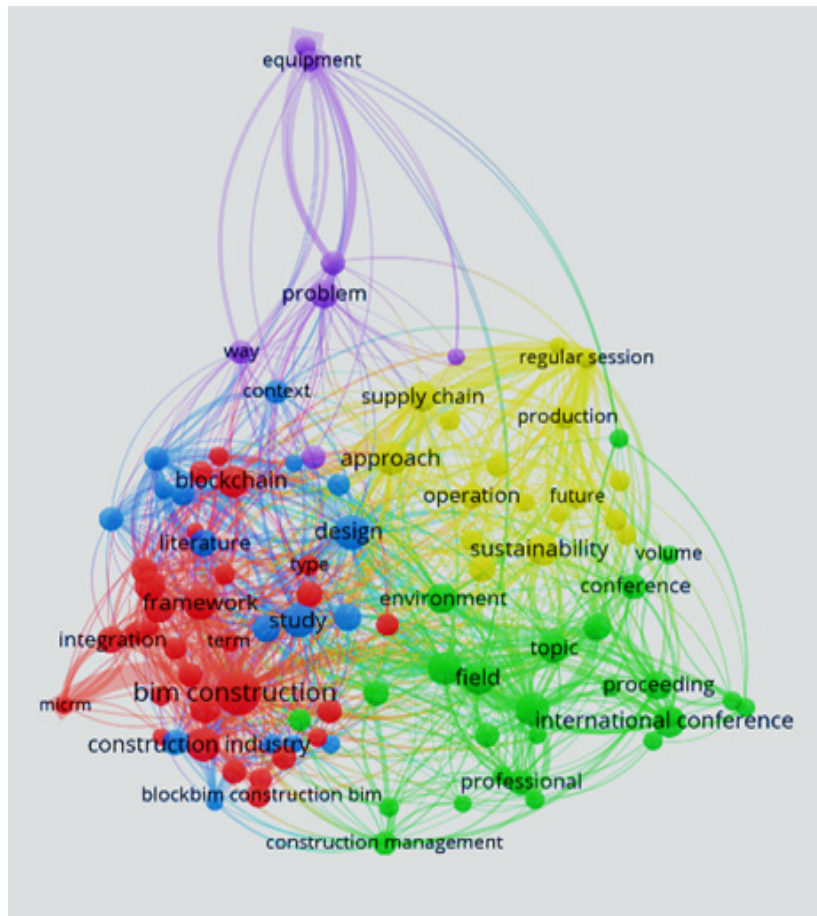 equipment
problem
way
regular session
context
supply chain
production
approach
blockchain
operation
future
design
literature
sustainability
volume
type
conference
environment
framework
study
integration
term
topic
field
proceeding
bim construction
micrm
international conference
construction industry
professional
blockbim construction bim
construction management